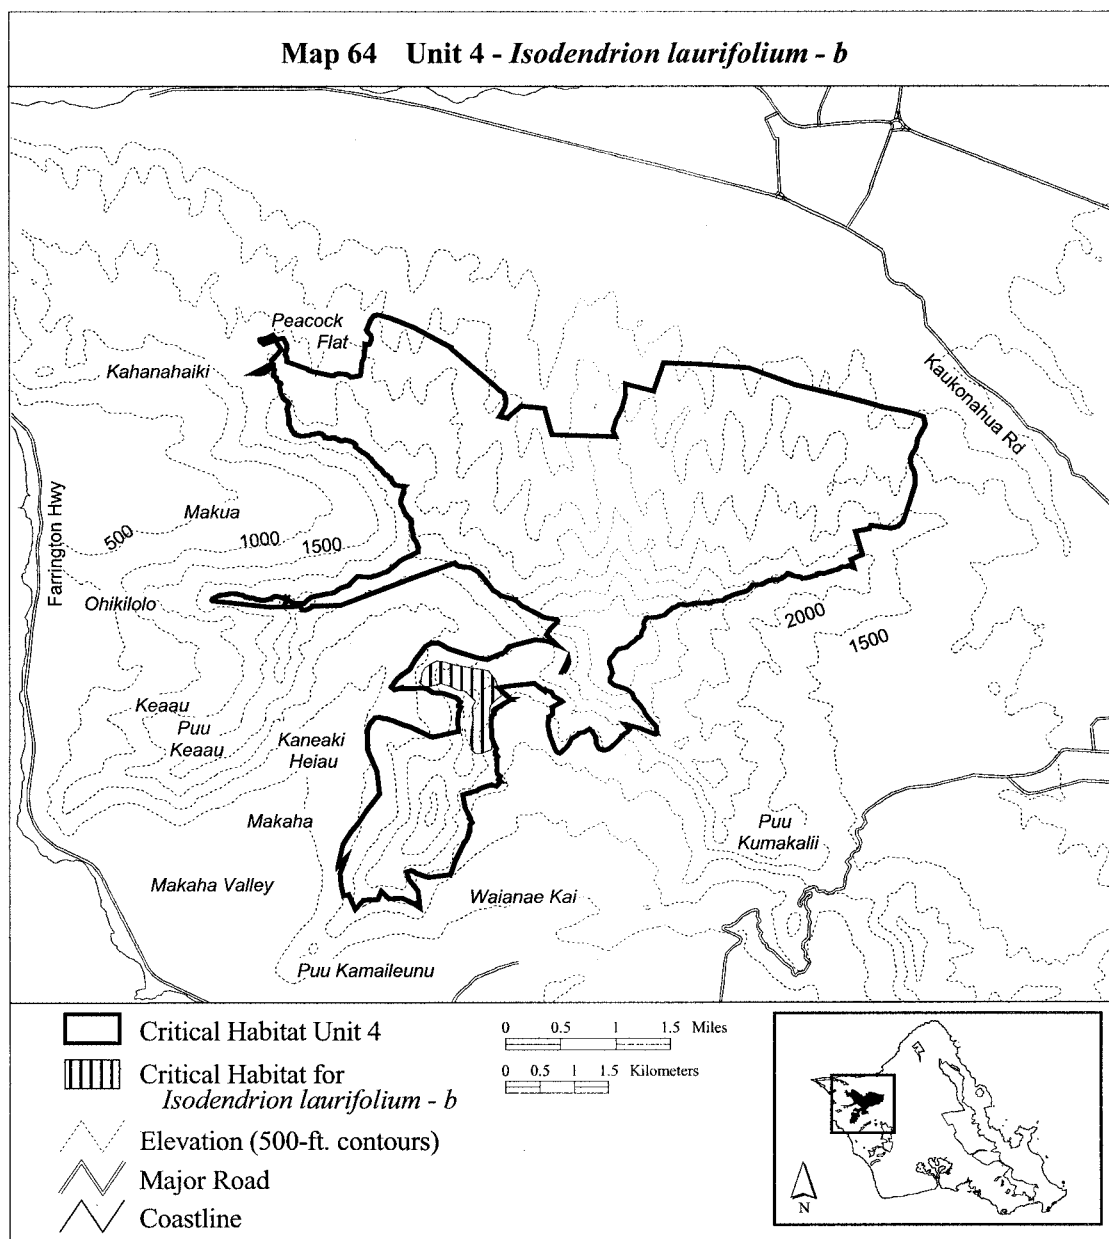 Map 64 Unit 4 - Isodendrion laurifolium - b
Peacock
Flat
Kahanahaiki
Kaukonahua Rd
Farrington Hwy
Makua
500
1000
1500
Ohikilolo
2000
1500
Keaau
Puu
Keaau
Kaneaki
Heiau
Makaha
Puu
Kumakalii
Makaha Valley
Waianae Kai
Puu Kamaileunu
Critical Habitat Unit 4
Critical Habitat for
Isodendrion laurifolium - b
Elevation (500-ft. contours)
Major Road
Coastline
0 0.5 1 1.5 Miles
0 0.5 1 1.5 Kilometers
N